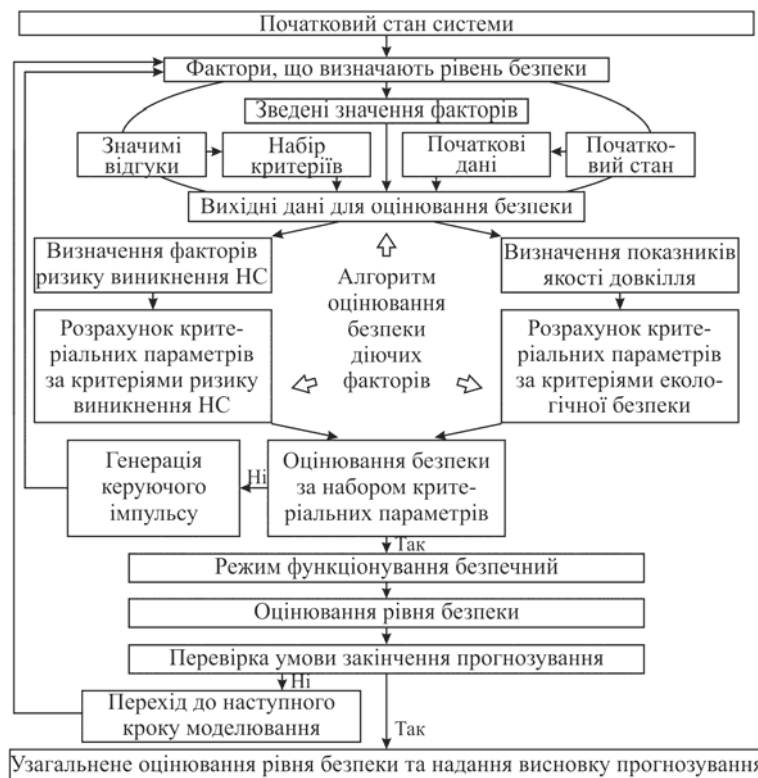 Початковий стан системи
Фактори, що визначають рівень безпеки
Зведені значення факторів
Значимі
відгуки
Набір
критеріїв
Початкові
дані
Початко-
вий стан
Вихідні дані для оцінювання безпеки
Визначення факторів
ризику виникнення НС
Алгоритм
оцінювання
безпеки
діючих
факторів
Визначення показників
якості довкілля
Розрахунок крите-
ріальних параметрів
за критеріями ризику
виникнення НС
Розрахунок крите-
ріальних параметрів
за критеріями еколо-
гічної безпеки
Генерація
керуючого
імпульсу
Ні
Оцінювання безпеки
за набором крите-
ріальних параметрів
Так
Режим функціонування безпечний
Оцінювання рівня безпеки
Перевірка умови закінчення прогнозування
Ні
Перехід до наступного
кроку моделювання
Так
Узагальнене оцінювання рівня безпеки та надання висновку прогнозування